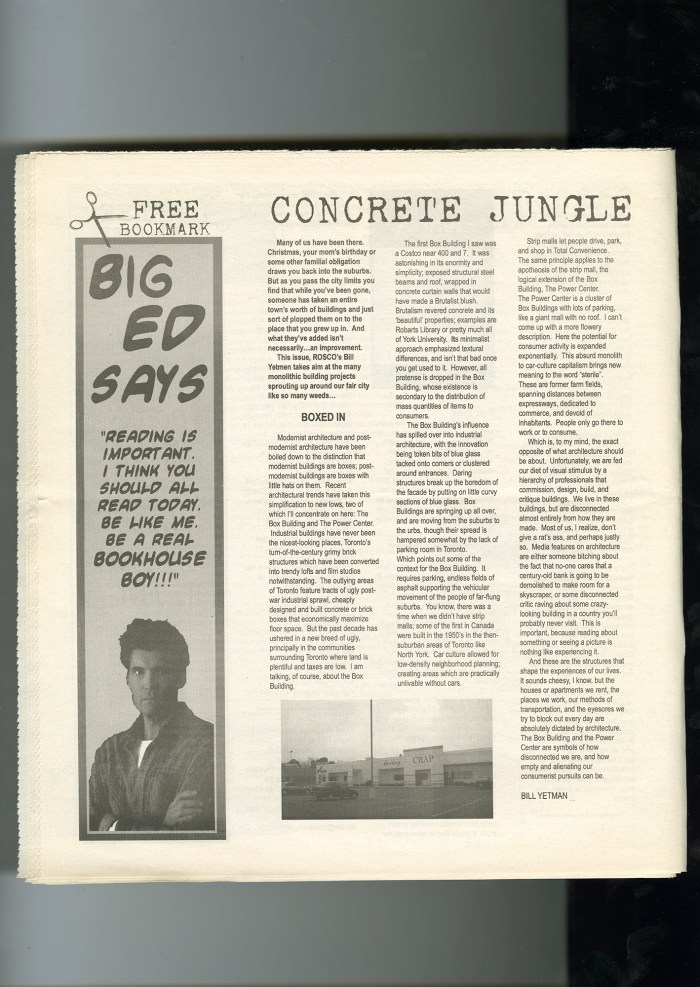 FREE
BOOKMARK
BIG
ED
SAYS
"READING IS
IMPORTANT.
I THINK YOU
SHOULD ALL
READ TODAY.
BE LIKE ME.
BE A REAL
BOOKHOUSE
BOY!!!"
CONCRETE JUNGLE
Many of us have been there.
Christmas, your mom's birthday or
some other familial obligation
draws you back into the suburbs.
But as you pass the city limits you
find that while you've been gone,
someone has taken an entire
town's worth of buildings and just
sort of plopped them on to the
place that you grew up in. And
what they've added isn't
necessarily...an improvement.
This issue, ROSCO's Bill
Yetmen takes aim at the many
monolithic building projects
sprouting up around our fair city
like so many weeds...
BOXED IN
Modernist architecture and post-
modernist architecture have been
boiled down to the distinction that
modernist buildings are boxes; post-
modernist buildings are boxes with
little hats on them. Recent
architectural trends have taken this
simplification to new lows, two of
which I'll concentrate on here: The
Box Building and The Power Center.
Industrial buildings have never been
the nicest-looking places, Toronto's
turn-of-the-century grimy brick
structures which have been converted
into trendy lofts and film studios
notwithstanding. The outlying areas
of Toronto feature tracts of ugly post-
war industrial sprawl, cheaply
designed and built concrete or brick
boxes that economically maximize
floor space. But the past decade has
ushered in a new breed of ugly,
principally in the communities
surrounding Toronto where land is
plentiful and taxes are low. I am
talking, of course, about the Box
Building.
The first Box Building I saw was
a Costco near 400 and 7. It was
astonishing in its enormity and
simplicity; exposed structural steel
beams and roof, wrapped in
concrete curtain walls that would
have made a Brutalist blush.
Brutalism revered concrete and its
'beautiful' properties; examples are
Robarts Library or pretty much all
of York University. Its minimalist
approach emphasized textural
differences, and isn't that bad once
you get used to it. However, all
pretense is dropped in the Box
Building, whose existence is
secondary to the distribution of
mass quantities of items to
consumers.
The Box Building's influence
has spilled over into industrial
architecture, with the innovation
being token bits of blue glass
tacked onto corners or clustered
around entrances. Daring
structures break up the boredom of
the facade by putting in little curvy
sections of blue glass. Box
Buildings are springing up all over,
and are moving from the suburbs to
the urbs, though their spread is
hampered somewhat by the lack of
parking room in Toronto.
Which points out some of the
context for the Box Building. It
requires parking, endless fields of
asphalt supporting the vehicular
movement of the people of far-flung
suburbs. You know, there was a
time when we didn't have strip
malls; some of the first in Canada
were built in the 1950's in the then-
suburban areas of Toronto like
North York. Car culture allowed for
low-density neighborhood planning;
creating areas which are practically
unlivable without cars.
CRAP
Strip malls let people drive, park,
and shop in Total Convenience.
The same principle applies to the
apotheosis of the strip mall, the
logical extension of the Box
Building, The Power Center.
The Power Center is a cluster of
Box Buildings with lots of parking,
like a giant mall with no roof. I can't
come up with a more flowery
description. Here the potential for
consumer activity is expanded
exponentially. This absurd monolith
to car-culture capitalism brings new
meaning to the word "sterile".
These are former farm fields,
spanning distances between
expressways, dedicated to
commerce, and devoid of
inhabitants. People only go there to
work or to consume.
Which is, to my mind, the exact
opposite of what architecture should
be about. Unfortunately, we are fed
our diet of visual stimulus by a
hierarchy of professionals that
commission, design, build, and
critique buildings. We live in these
buildings, but are disconnected
almost entirely from how they are
made. Most of us, I realize, don't
give a rat's ass, and perhaps justly
so. Media features on architecture
are either someone bitching about
the fact that no-one cares that a
century-old bank is going to be
demolished to make room for a
skyscraper, or some disconnected
critic raving about some crazy-
looking building in a country you'll
probably never visit. This is
important, because reading about
something or seeing a picture is
nothing like experiencing it.
And these are the structures that
shape the experiences of our lives.
It sounds cheesy, I know, but the
houses or apartments we rent, the
places we work, our methods of
transportation, and the eyesores we
try to block out every day are
absolutely dictated by architecture.
The Box Building and the Power
Center are symbols of how
disconnected we are, and how
empty and alienating our
consumerist pursuits can be.
BILL YETMAN